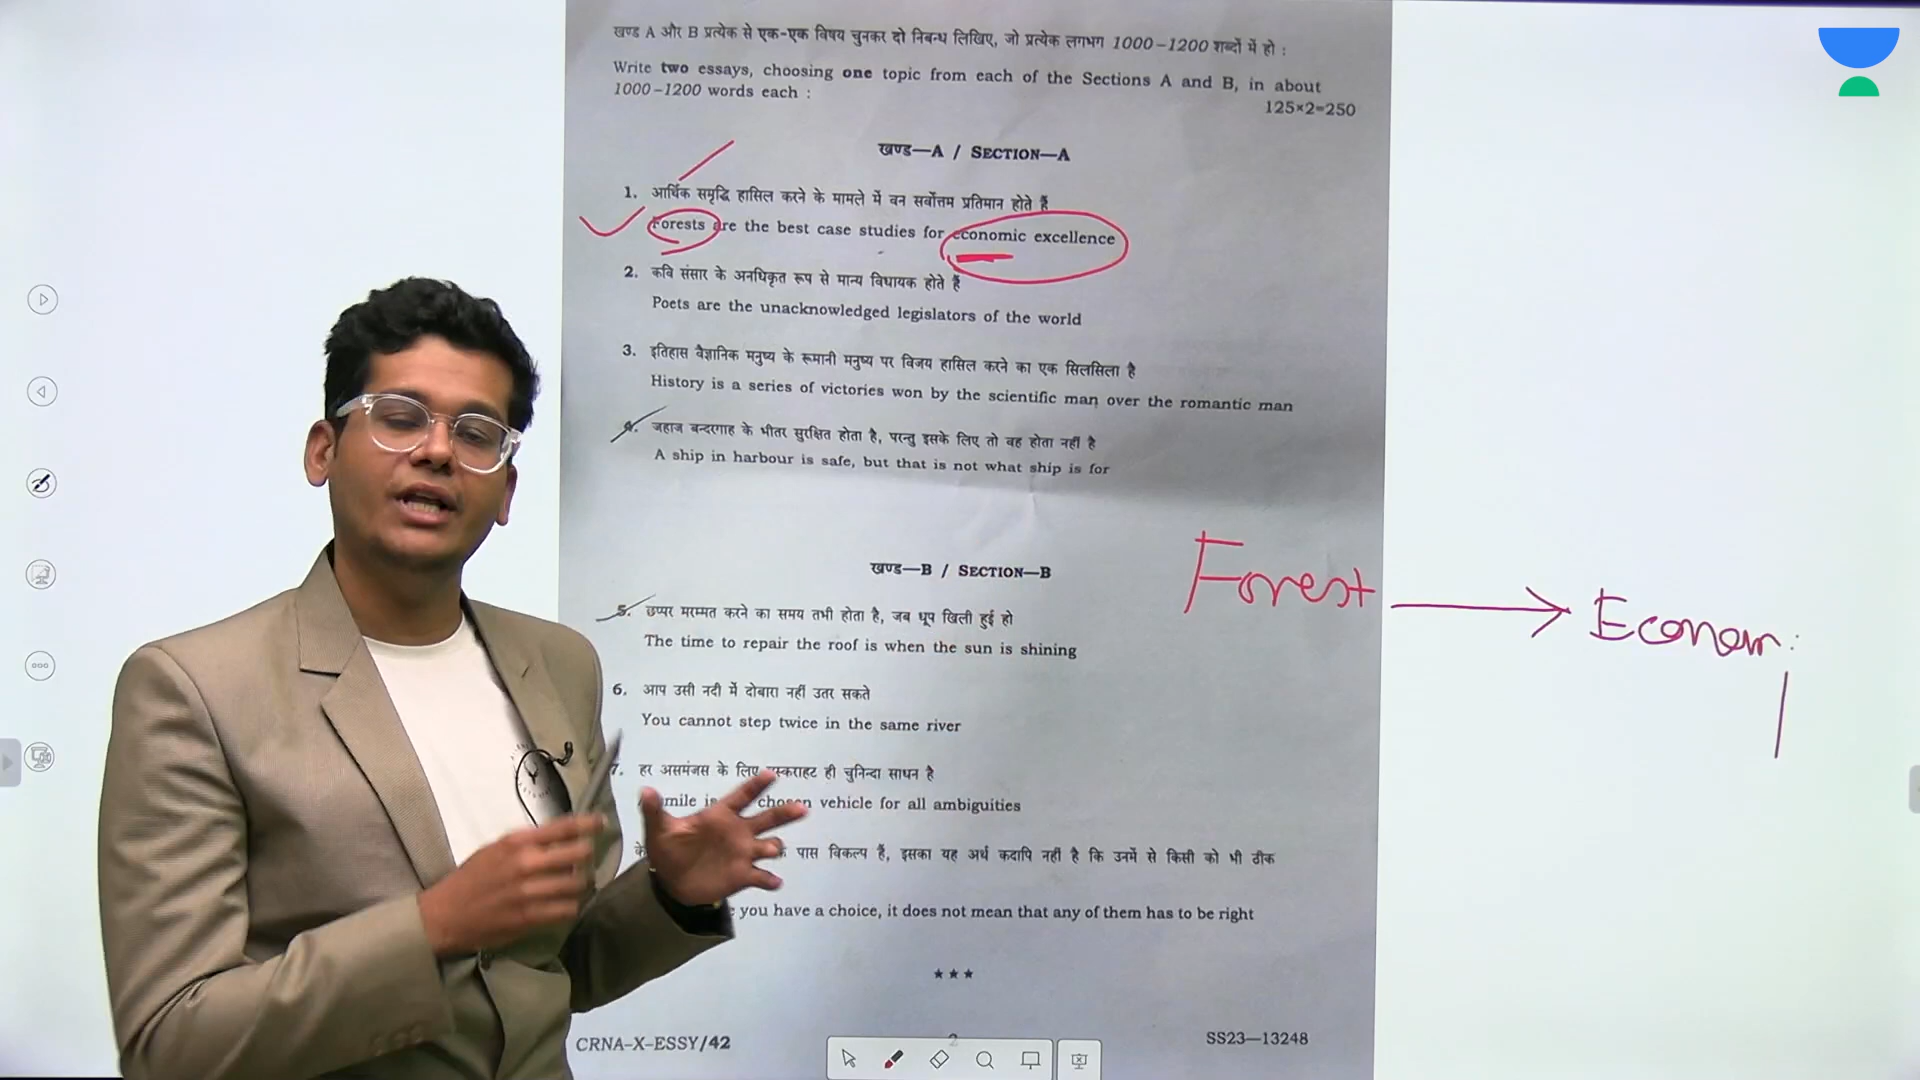 खण्ड A और B प्रत्येक से एक-एक विषय चुनकर दो निबन्ध लिखिए, जो प्रत्येक लगभग 1000–1200 शब्दों में हो :
Write two essays, choosing one topic from each of the Sections A and B, in about
1000–1200 words each :
125×2=250
खण्ड—A / SECTION—A
1. आर्थिक समृद्धि हासिल करने के मामले में वन सर्वोत्तम प्रतिमान होते हैं
Forests are the best case studies for economic excellence
2. कवि संसार के अनधिकृत रूप से मान्य विधायक होते हैं
Poets are the unacknowledged legislators of the world
3. इतिहास वैज्ञानिक मनुष्य के रूमानी मनुष्य पर विजय हासिल करने का एक सिलसिला है
History is a series of victories won by the scientific man over the romantic man
4. जहाज बन्दरगाह के भीतर सुरक्षित होता है, परन्तु इसके लिए तो वह होता नहीं है
A ship in harbour is safe, but that is not what ship is for
खण्ड—B / SECTION—B
Forest
Econom
5. छप्पर मरम्मत करने का समय तभी होता है, जब धूप खिली हुई हो
The time to repair the roof is when the sun is shining
6. आप उसी नदी में दोबारा नहीं उतर सकते
You cannot step twice in the same river
7. हर असमंजस के लिए ही चुनिन्दा साधन है
chosen vehicle for all ambiguities
पास विकल्प हैं, इसका यह अर्थ कदापि नहीं है कि उनमें से किसी को भी ठीक
you have a choice, it does not mean that any of them has to be right
★★★
CRNA–X–ESSY/42
2
SS23—13248